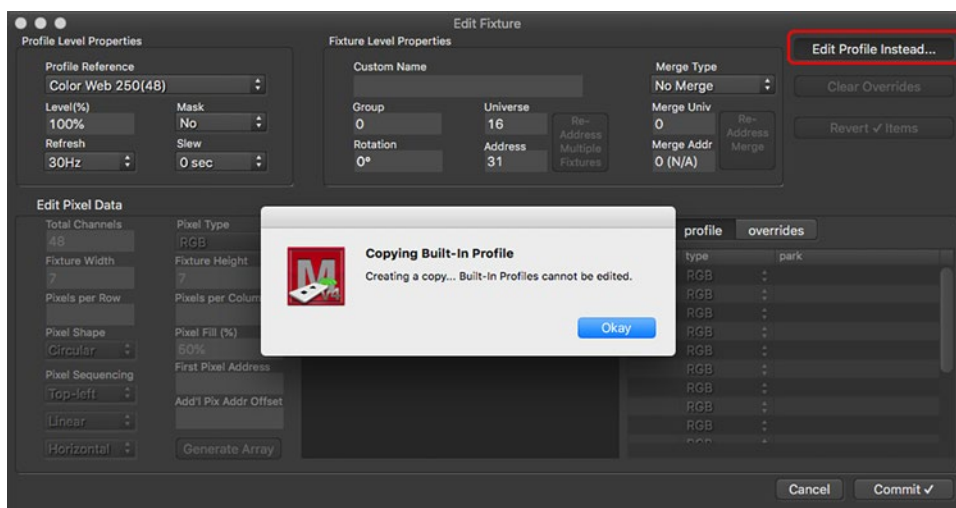 Edit Fixture
Profile Level Properties
Fixture Level Properties
Edit Profile Instead...
Profile Reference
Custom Name
Merge Type
Color Web 250(48)
No Merge
Clear Overrides
Level(%)
Mask
Group
Universe
Merge Univ
100%
No
0
16
0
Re-Address Multiple Fixtures
Re-Address Merge
Revert ✓ Items
Refresh
Slew
Rotation
Address
Merge Addr
30Hz
0 sec
0°
31
0 (N/A)
Edit Pixel Data
Total Channels
Pixel Type
48
RGB
Fixture Width
Fixture Height
7
7
Pixels per Row
Pixels per Colum
Pixel Shape
Pixel Fill (%)
Circular
50%
Pixel Sequencing
First Pixel Address
Top-left
Add'l Pix Addr Offset
Linear
Horizontal
Generate Array
M
V4
Copying Built-In Profile
Creating a copy... Built-In Profiles cannot be edited.
Okay
profile
overrides
type
park
RGB
RGB
RGB
RGB
RGB
RGB
RGB
RGB
RGB
RGB
Cancel
Commit ✓